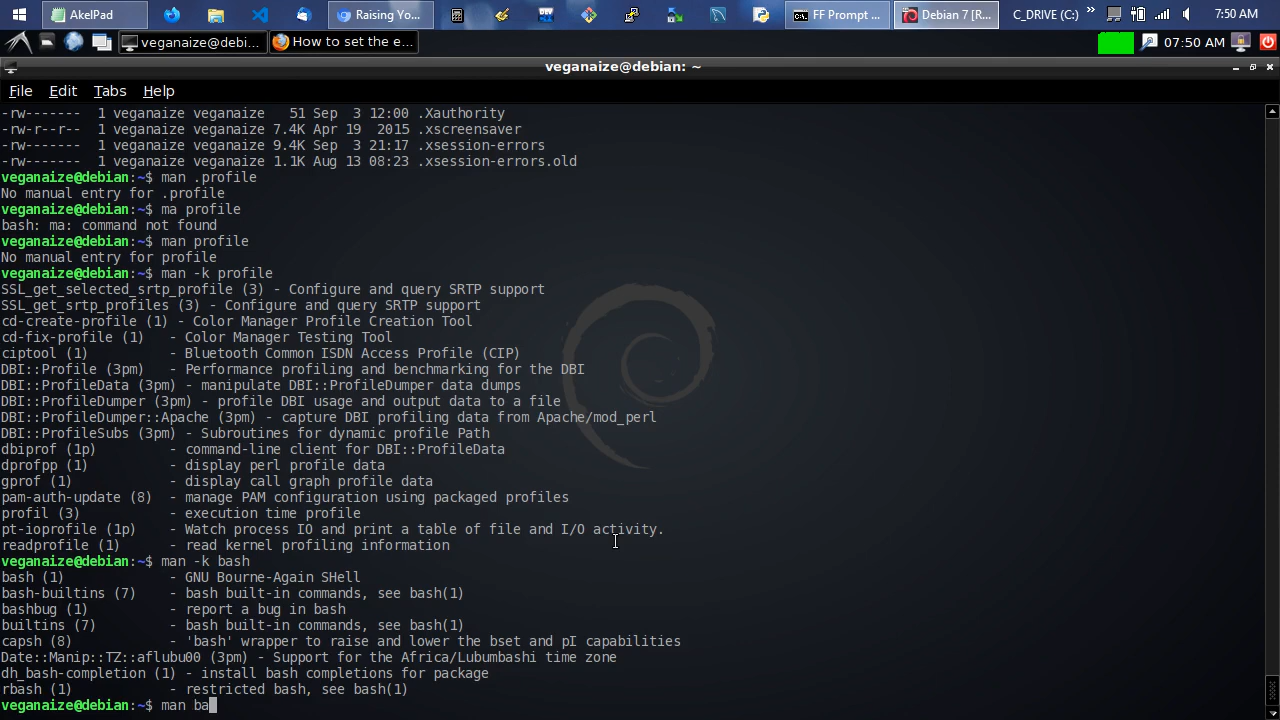 AkelPad
Raising Yo...
FF Prompt ...
Debian 7 [R...
C_DRIVE (C:)
7:50 AM
veganaize@debi...
How to set the e...
07:50 AM
veganaize@debian: ~
File Edit Tabs Help
-rw------- 1 veganaize veganaize 51 Sep 3 12:00 .Xauthority
-rw-r--r-- 1 veganaize veganaize 7.4K Apr 19 2015 .xscreensaver
-rw------- 1 veganaize veganaize 9.4K Sep 3 21:17 .xsession-errors
-rw------- 1 veganaize veganaize 1.1K Aug 13 08:23 .xsession-errors.old
veganaize@debian:~$ man .profile
No manual entry for .profile
veganaize@debian:~$ ma profile
bash: ma: command not found
veganaize@debian:~$ man profile
No manual entry for profile
veganaize@debian:~$ man -k profile
SSL_get_selected_srtp_profile (3) - Configure and query SRTP support
SSL_get_srtp_profiles (3) - Configure and query SRTP support
cd-create-profile (1) - Color Manager Profile Creation Tool
cd-fix-profile (1) - Color Manager Testing Tool
ciptool (1) - Bluetooth Common ISDN Access Profile (CIP)
DBI::Profile (3pm) - Performance profiling and benchmarking for the DBI
DBI::ProfileData (3pm) - manipulate DBI::ProfileDumper data dumps
DBI::ProfileDumper (3pm) - profile DBI usage and output data to a file
DBI::ProfileDumper::Apache (3pm) - capture DBI profiling data from Apache/mod_perl
DBI::ProfileSubs (3pm) - Subroutines for dynamic profile Path
dbiprof (1p) - command-line client for DBI::ProfileData
dprofpp (1) - display perl profile data
gprof (1) - display call graph profile data
pam-auth-update (8) - manage PAM configuration using packaged profiles
profil (3) - execution time profile
pt-ioprofile (1p) - Watch process IO and print a table of file and I/O activity.
readprofile (1) - read kernel profiling information
veganaize@debian:~$ man -k bash
bash (1) - GNU Bourne-Again SHell
bash-builtins (7) - bash built-in commands, see bash(1)
bashbug (1) - report a bug in bash
builtins (7) - bash built-in commands, see bash(1)
capsh (8) - 'bash' wrapper to raise and lower the bset and pI capabilities
Date::Manip::TZ::aflubu00 (3pm) - Support for the Africa/Lubumbashi time zone
dh_bash-completion (1) - install bash completions for package
rbash (1) - restricted bash, see bash(1)
veganaize@debian:~$ man ba